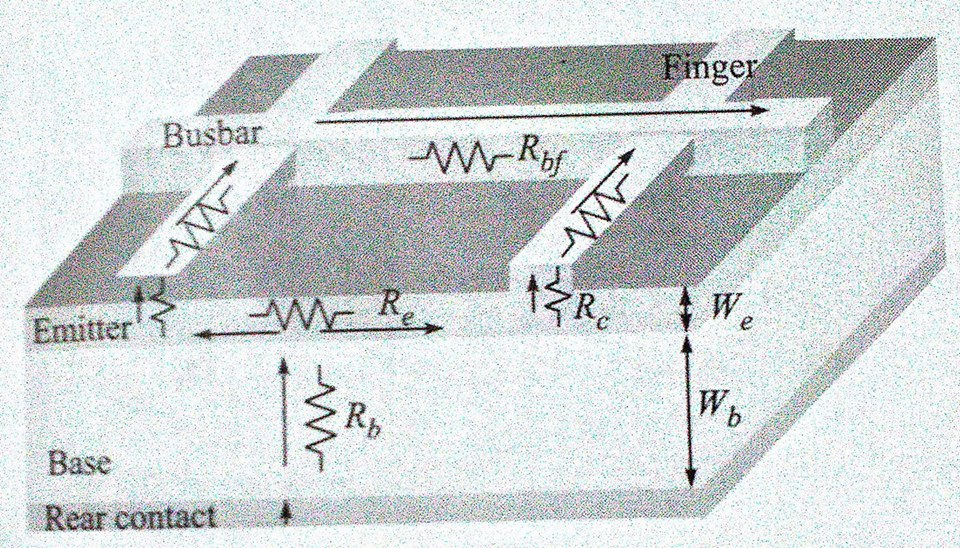 Finger
Busbar
R_bf
Emitter
R_e
R_c
W_e
R_b
W_b
Base
Rear contact